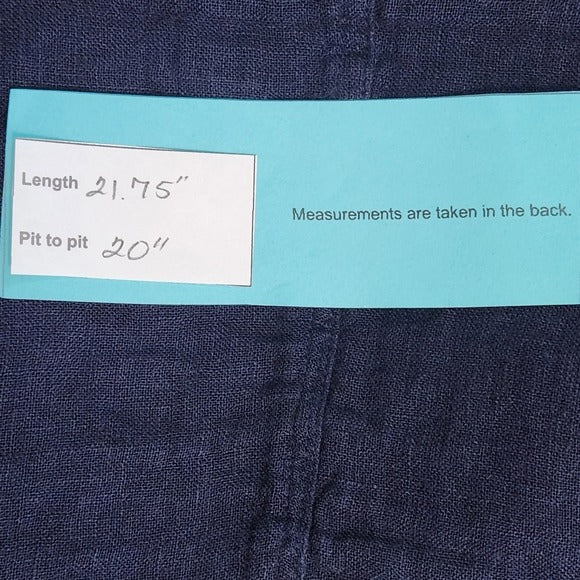 Length 21.75"
Pit to pit 20"
Measurements are taken in the back.